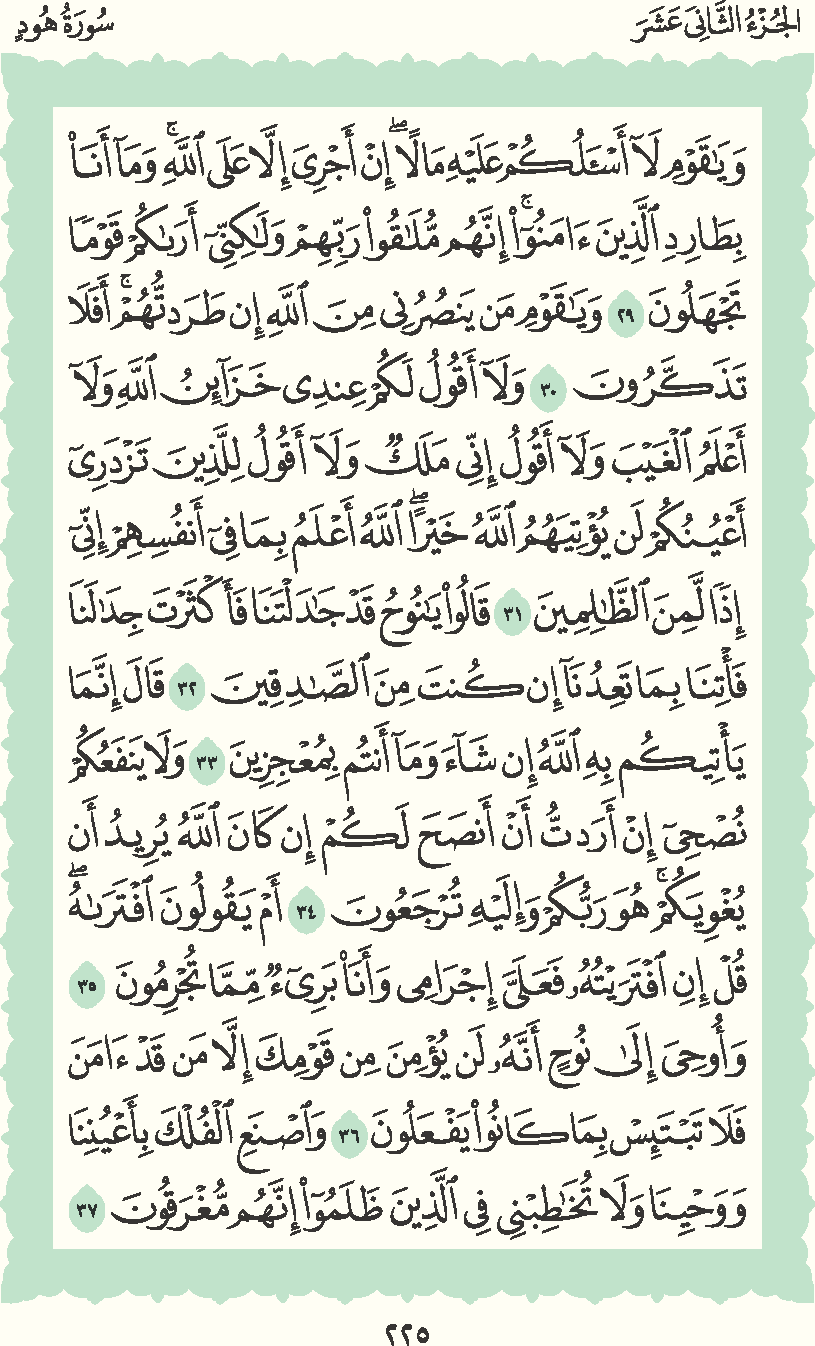 الجُزْءُ الثَّانِىَ عَشَرَ
سُورَةُ هُودٍ
وَيَٰقَوْمِ لَآ أَسْـَٔلُكُمْ عَلَيْهِ مَالًا ۖ إِنْ أَجْرِىَ إِلَّا عَلَى ٱللَّهِ ۚ وَمَآ أَنَا۠
بِطَارِدِ ٱلَّذِينَ ءَامَنُوٓا۟ ۚ إِنَّهُم مُّلَٰقُوا۟ رَبِّهِمْ وَلَٰكِنِّىٓ أَرَىٰكُمْ قَوْمًا
تَجْهَلُونَ ٢٩ وَيَٰقَوْمِ مَن يَنصُرُنِى مِنَ ٱللَّهِ إِن طَرَدتُّهُمْ ۚ أَفَلَا
تَذَكَّرُونَ ٣٠ وَلَآ أَقُولُ لَكُمْ عِندِى خَزَآئِنُ ٱللَّهِ وَلَآ
أَعْلَمُ ٱلْغَيْبَ وَلَآ أَقُولُ إِنِّى مَلَكٌ وَلَآ أَقُولُ لِلَّذِينَ تَزْدَرِىٓ
أَعْيُنُكُمْ لَن يُؤْتِيَهُمُ ٱللَّهُ خَيْرًا ۖ ٱللَّهُ أَعْلَمُ بِمَا فِىٓ أَنفُسِهِمْ إِنِّىٓ
إِذًا لَّمِنَ ٱلظَّٰلِمِينَ ٣١ قَالُوا۟ يَٰنُوحُ قَدْ جَٰدَلْتَنَا فَأَكْثَرْتَ جِدَٰلَنَا
فَأْتِنَا بِمَا تَعِدُنَآ إِن كُنتَ مِنَ ٱلصَّٰدِقِينَ ٣٢ قَالَ إِنَّمَا
يَأْتِيكُم بِهِ ٱللَّهُ إِن شَآءَ وَمَآ أَنتُم بِمُعْجِزِينَ ٣٣ وَلَا يَنفَعُكُمْ
نُصْحِىٓ إِنْ أَرَدتُّ أَنْ أَنصَحَ لَكُمْ إِن كَانَ ٱللَّهُ يُرِيدُ أَن
يُغْوِيَكُمْ ۚ هُوَ رَبُّكُمْ وَإِلَيْهِ تُرْجَعُونَ ٣٤ أَمْ يَقُولُونَ ٱفْتَرَىٰهُ ۖ
قُلْ إِنِ ٱفْتَرَيْتُهُۥ فَعَلَىَّ إِجْرَامِى وَأَنَا۠ بَرِىٓءٌ مِّمَّا تُجْرِمُونَ ٣٥
وَأُوحِىَ إِلَىٰ نُوحٍ أَنَّهُۥ لَن يُؤْمِنَ مِن قَوْمِكَ إِلَّا مَن قَدْ ءَامَنَ
فَلَا تَبْتَئِسْ بِمَا كَانُوا۟ يَفْعَلُونَ ٣٦ وَٱصْنَعِ ٱلْفُلْكَ بِأَعْيُنِنَا
وَوَحْيِنَا وَلَا تُخَٰطِبْنِى فِى ٱلَّذِينَ ظَلَمُوٓا۟ إِنَّهُم مُّغْرَقُونَ ٣٧
٢٢٥